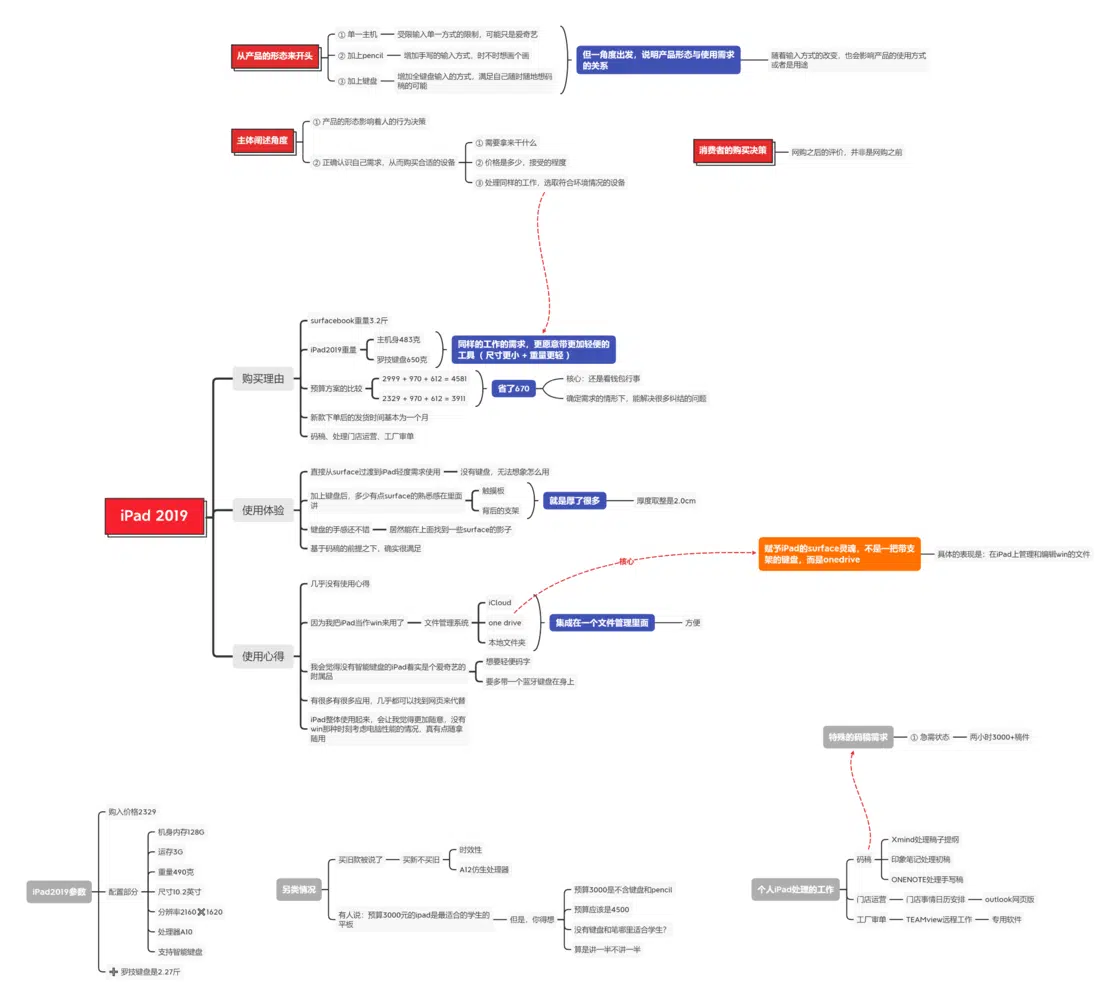 从产品的形态来开头
① 单一主机
受限输入单一方式的限制，可能只是爱奇艺
② 加上pencil
增加手写的输入方式，时不时想画个画
③ 加上键盘
增加全键盘输入的方式，满足自己随时随地想码
稿的可能
但一角度出发，说明产品形态与使用需求
的关系
随着输入方式的改变，也会影响产品的使用方式
或者是用途
主体阐述角度
① 产品的形态影响着人的行为决策
② 正确认识自己需求，从而购买合适的设备
① 需要拿来干什么
② 价格是多少，接受的程度
③ 处理同样的工作，选取符合环境情况的设备
消费者的购买决策
网购之后的评价，并非是网购之前
iPad 2019
购买理由
surfacebook重量3.2斤
iPad2019重量
主机身483克
罗技键盘650克
同样的工作的需求，更愿意带更加轻便的
工具（ 尺寸更小 + 重量更轻 ）
预算方案的比较
2999 + 970 + 612 = 4581
2329 + 970 + 612 = 3911
省了670
核心：还是看钱包行事
确定需求的情形下，能解决很多纠结的问题
新款下单后的发货时间基本为一个月
码稿、处理门店运营、工厂审单
使用体验
直接从surface过渡到iPad轻度需求使用
没有键盘，无法想象怎么用
加上键盘后，多少有点surface的熟悉感在里面
讲
触摸板
背后的支架
就是厚了很多
厚度取整是2.0cm
键盘的手感还不错
居然能在上面找到一些surface的影子
基于码稿的前提之下，确实很满足
使用心得
几乎没有使用心得
因为我把iPad当作win来用了
文件管理系统
iCloud
one drive
本地文件夹
集成在一个文件管理里面
方便
核心
赋予iPad的surface灵魂，不是一把带支
架的键盘，而是onedrive
具体的表现是：在iPad上管理和编辑win的文件
我会觉得没有智能键盘的iPad着实是个爱奇艺的
附属品
想要轻便码字
要多带一个蓝牙键盘在身上
有很多有很多应用，几乎都可以找到网页来代替
iPad整体使用起来，会让我觉得更加随意，没有
win那种时刻考虑电脑性能的情况，真有点随拿
随用
特殊的码稿需求
① 急需状态
两小时3000+稿件
iPad2019参数
购入价格2329
配置部分
机身内存128G
运存3G
重量490克
尺寸10.2英寸
分辨率2160✖1620
处理器A10
支持智能键盘
➕ 罗技键盘是2.27斤
另类情况
买旧款被说了
买新不买旧
时效性
A12仿生处理器
有人说：预算3000元的ipad是最适合的学生的
平板
但是，你得想
预算3000是不含键盘和pencil
预算应该是4500
没有键盘和笔哪里适合学生？
算是讲一半不讲一半
个人iPad处理的工作
码稿
Xmind处理稿子提纲
印象笔记处理初稿
ONENOTE处理手写稿
门店运营
门店事情日历安排
outlook网页版
工厂审单
TEAMview远程工作
专用软件